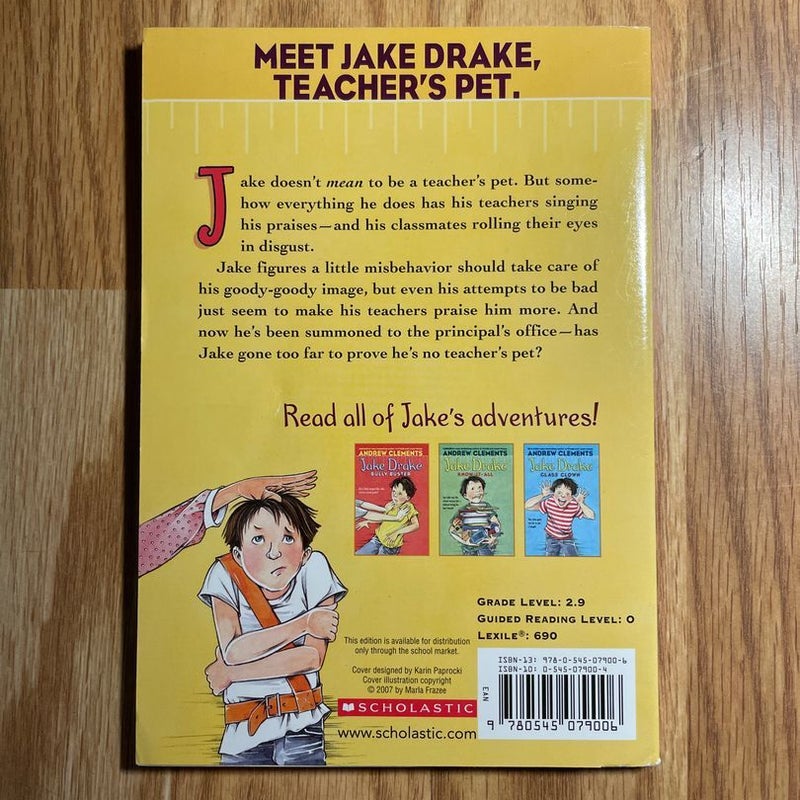 MEET JAKE DRAKE,
TEACHER'S PET.
Jake doesn't mean to be a teacher's pet. But some-
how everything he does has his teachers singing
his praises—and his classmates rolling their eyes
in disgust.
Jake figures a little misbehavior should take care of
his goody-goody image, but even his attempts to be bad
just seem to make his teachers praise him more. And
now he's been summoned to the principal's office—has
Jake gone too far to prove he's no teacher's pet?
Read all of Jake's adventures!
ANDREW CLEMENTS
Jake Drake
BULLY BUSTER
ANDREW CLEMENTS
Jake Drake
KNOW-IT-ALL
ANDREW CLEMENTS
Jake Drake
CLASS CLOWN
GRADE LEVEL: 2.9
GUIDED READING LEVEL: O
LEXILE®: 690
This edition is available for distribution
only through the school market.
Cover designed by Karin Paprocki
Cover illustration copyright
© 2007 by Marla Frazee
SCHOLASTIC
www.scholastic.com
ISBN-13: 978-0-545-07900-6
ISBN-10: 0-545-07900-4
EAN
9 780545 079006